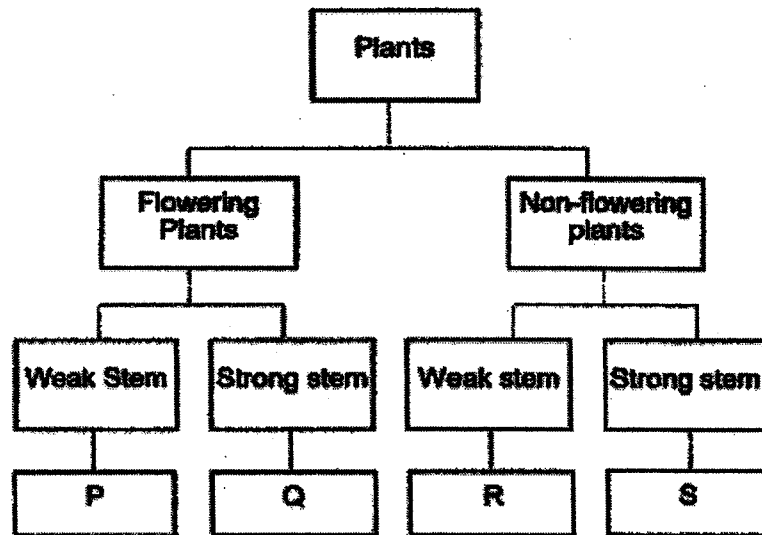 Plants
Flowering
Plants
Non-flowering
plants
Weak Stem
Strong stem
Weak stem
Strong stem
P
Q
R
S